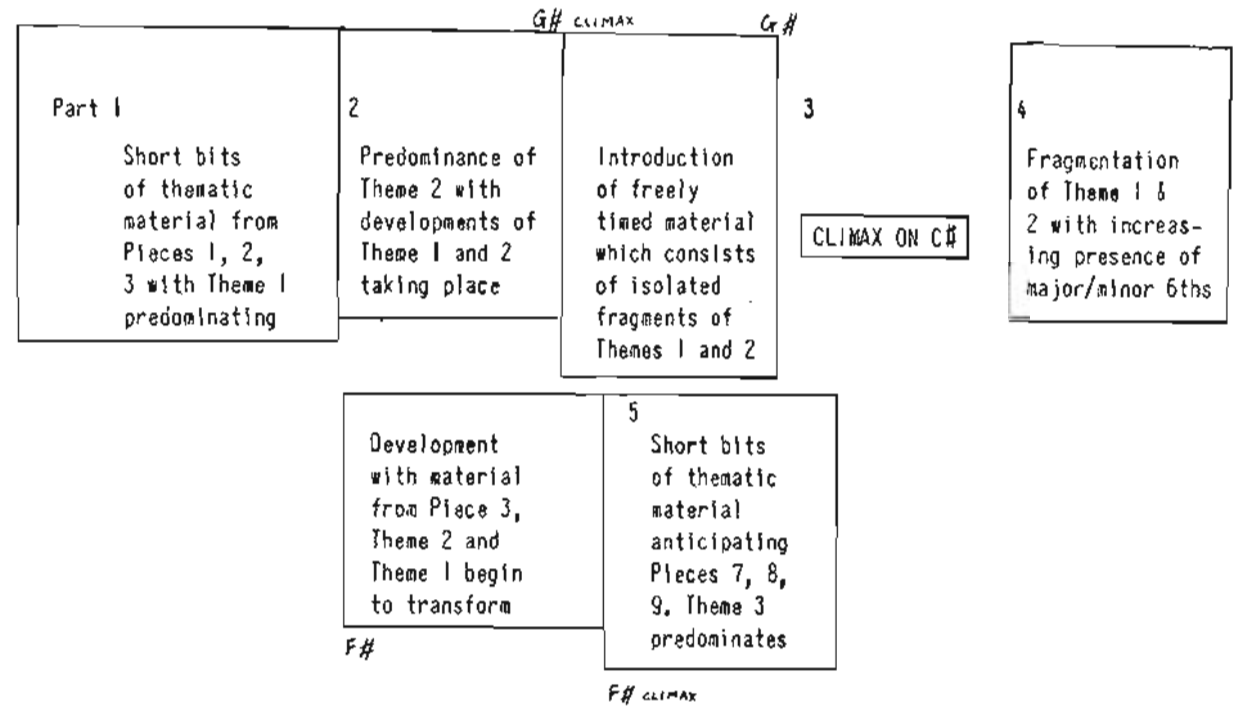 G# CLIMAX
G#
Part 1
Short bits
of thematic
material from
Pieces 1, 2,
3 with Theme 1
predominating
2
Predominance of
Theme 2 with
developments of
Theme 1 and 2
taking place
Introduction
of freely
timed material
which consists
of isolated
fragments of
Themes 1 and 2
3
CLIMAX ON C#
4
Fragmentation
of Theme 1 &
2 with increas-
ing presence of
major/minor 6ths
Development
with material
from Piece 3,
Theme 2 and
Theme 1 begin
to transform
F#
5
Short bits
of thematic
material
anticipating
Pieces 7, 8,
9. Theme 3
predominates
F# CLIMAX